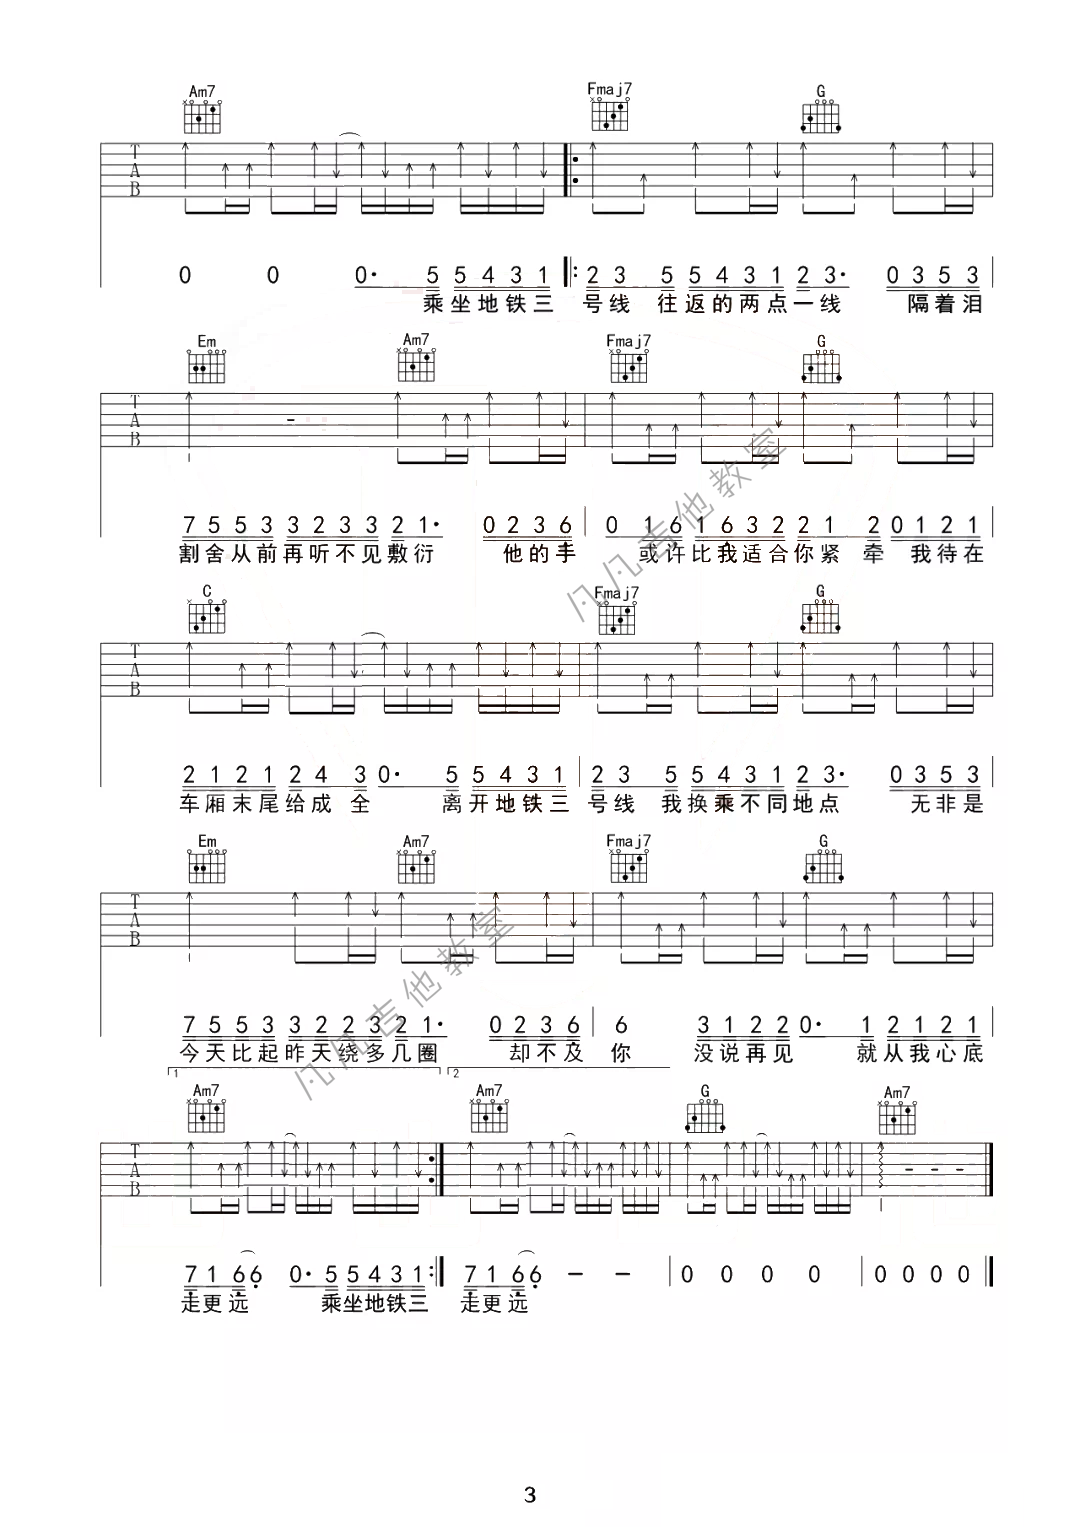 Am7 Fmaj7 G
T A B
0 0 0· 5 5 4 3 1 2 3 5 5 4 3 1 2 3· 0 3 5 3
乘坐地铁三 号线 往返的两点一线 隔着泪
Em Am7 Fmaj7 G
T A B
7 5 5 3 3 2 3 3 2 1· 0 2 3 6 0 1 6 1 6 3 2 2 1 2 0 1 2 1
割舍从前再听不见敷衍 他的手 或许比我适合你紧 牵 我待在
C Fmaj7 G
T A B
2 1 2 1 2 4 3 0· 5 5 4 3 1 2 3 5 5 4 3 1 2 3· 0 3 5 3
车厢末尾给成 全 离开地铁三 号线 我换乘不同地点 无非是
Em Am7 Fmaj7 G
T A B
7 5 5 3 3 2 2 3 2 1· 0 2 3 6 6 3 1 2 2 0· 1 2 1 2 1
今天比起昨天绕多几圈 却不及 你 没说再见 就从我心底
1 2
Am7 Am7 G Am7
T A B
7 1 6 6 0· 5 5 4 3 1 7 1 6 6 — — 0 0 0 0 0 0 0 0
走更远 乘坐地铁三 走更远
凡凡吉他教室
凡凡吉他教室
3